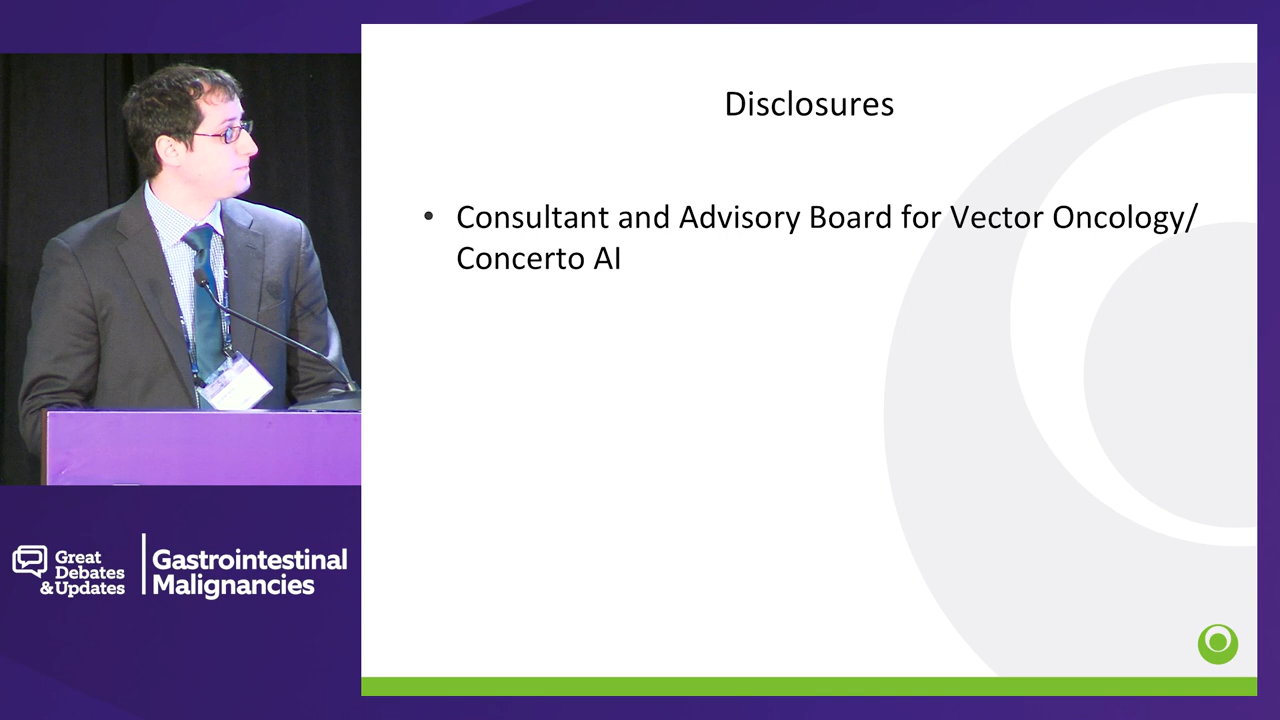 Disclosures
• Consultant and Advisory Board for Vector Oncology/
Concerto AI
Great
Debates
& Updates
Gastrointestinal
Malignancies